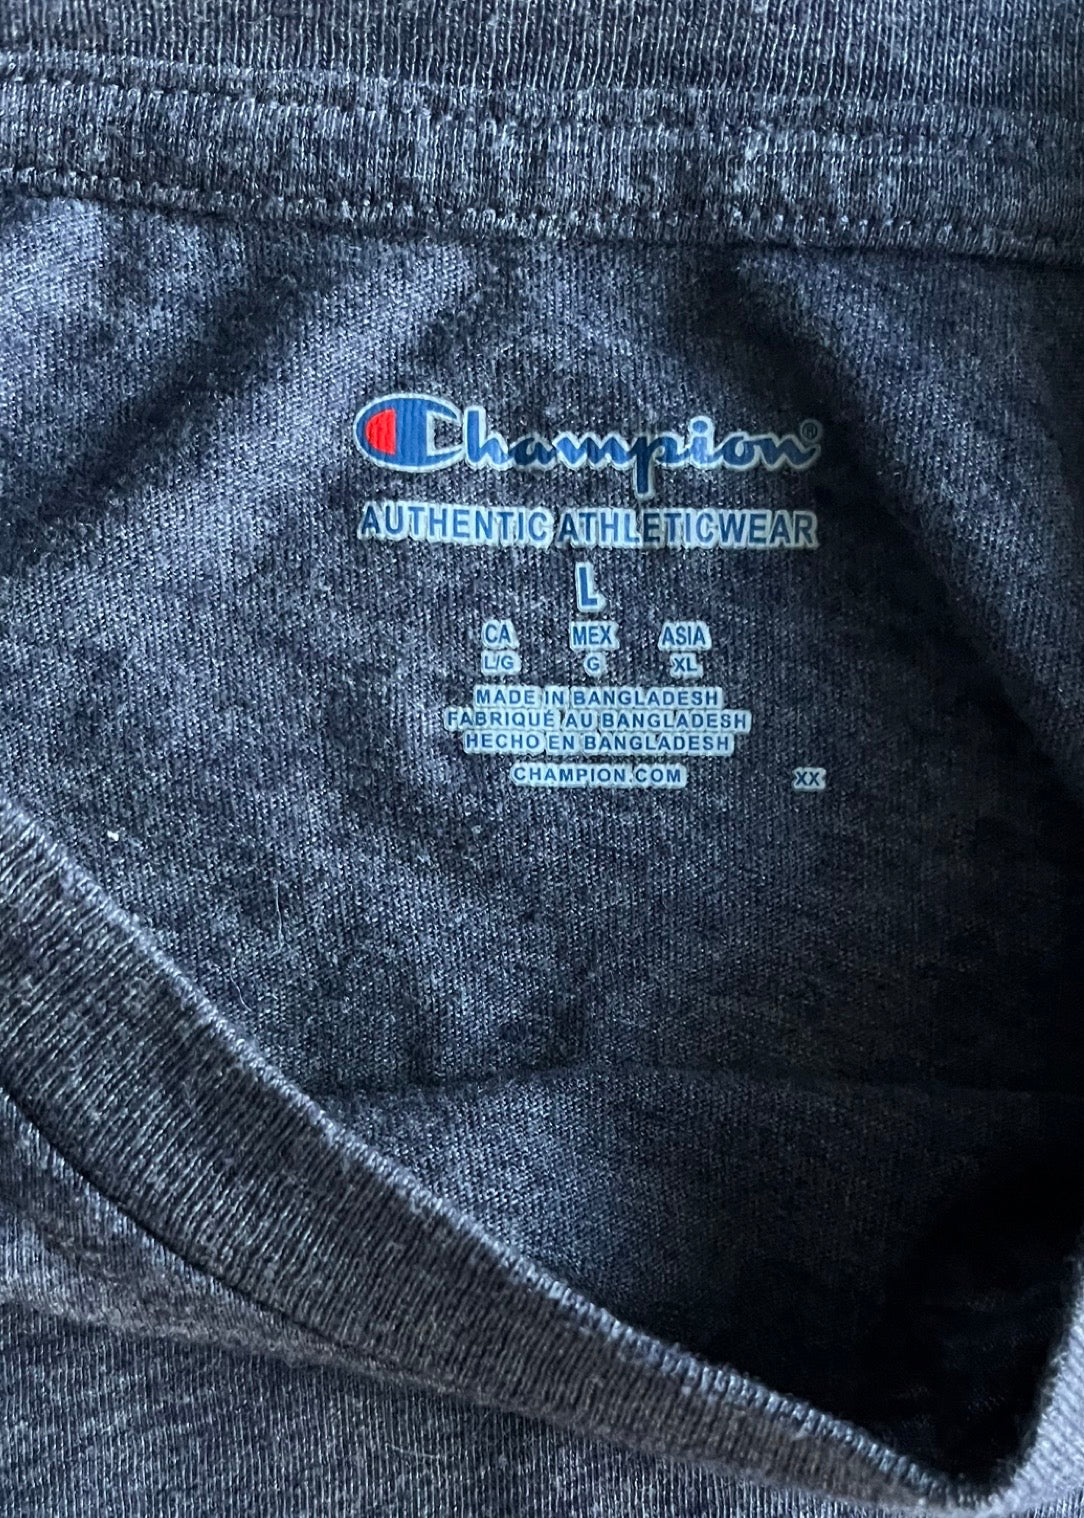 Champion®
AUTHENTIC ATHLETICWEAR
L
CA MEX ASIA
L/G G XL
MADE IN BANGLADESH
FABRIQUÉ AU BANGLADESH
HECHO EN BANGLADESH
CHAMPION.COM XX